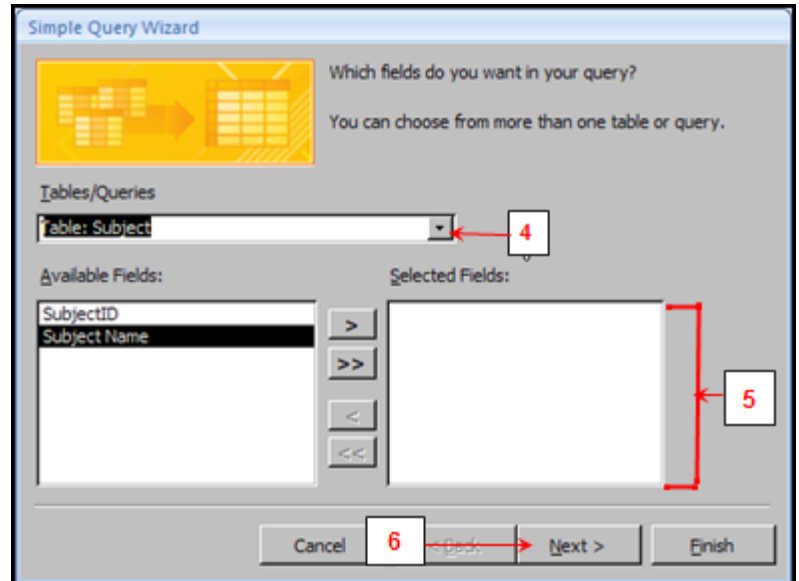 Simple Query Wizard
Which fields do you want in your query?
You can choose from more than one table or query.
Tables/Queries
Table: Subject
4
Available Fields:
Selected Fields:
SubjectID
Subject Name
>
>>
<
<<
5
Cancel
6
< Back
Next >
Finish